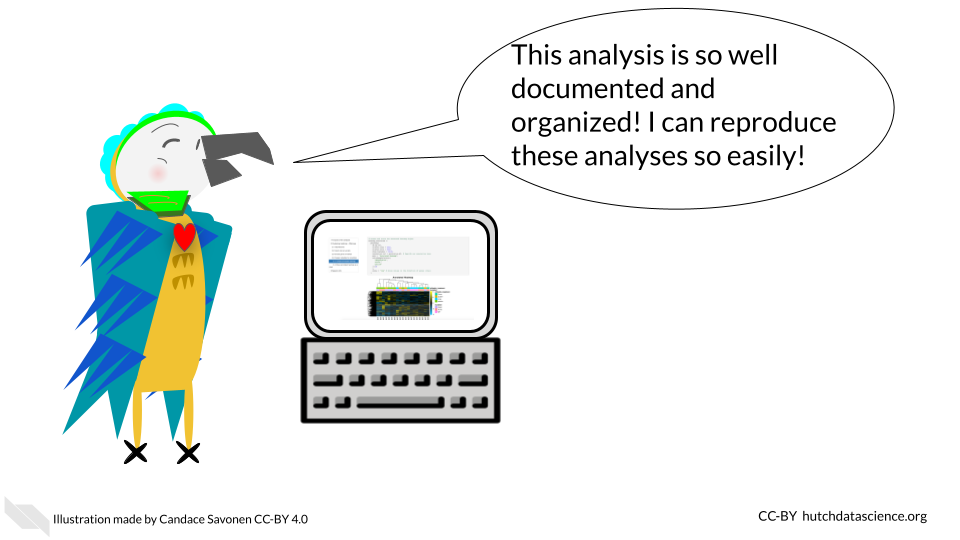 This analysis is so well
documented and
organized! I can reproduce
these analyses so easily!
Illustration made by Candace Savonen CC-BY 4.0
CC-BY hutchdatascience.org